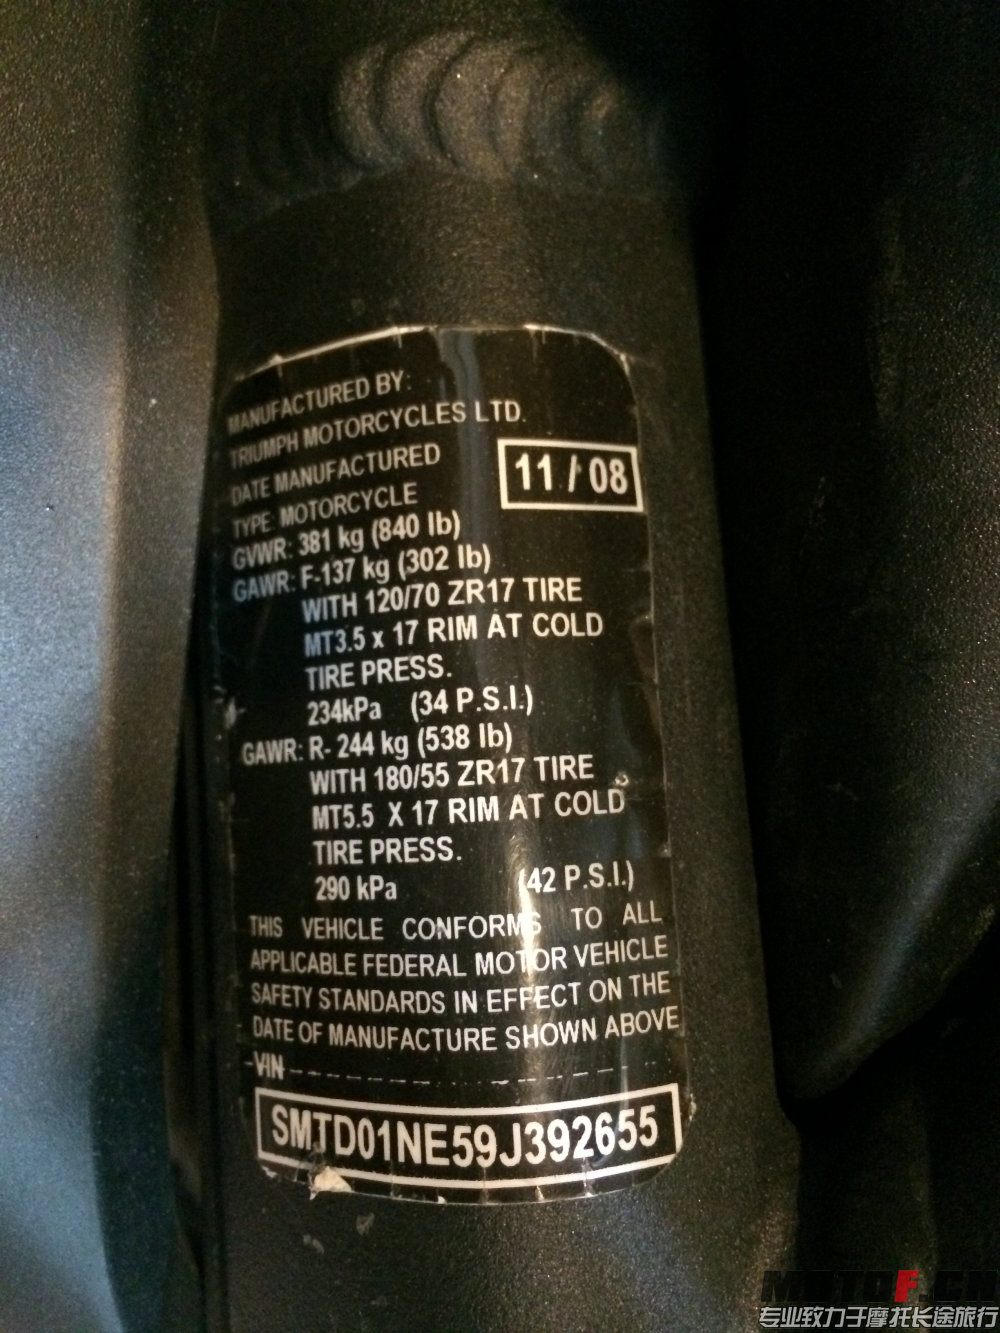 MANUFACTURED BY:
TRIUMPH MOTORCYCLES LTD.
DATE MANUFACTURED
11 / 08
TYPE: MOTORCYCLE
GVWR: 381 kg (840 lb)
GAWR: F-137 kg (302 lb)
WITH 120/70 ZR17 TIRE
MT3.5 x 17 RIM AT COLD
TIRE PRESS.
234kPa (34 P.S.I.)
GAWR: R- 244 kg (538 lb)
WITH 180/55 ZR17 TIRE
MT5.5 X 17 RIM AT COLD
TIRE PRESS.
290 kPa (42 P.S.I.)
THIS VEHICLE CONFORMS TO ALL
APPLICABLE FEDERAL MOTOR VEHICLE
SAFETY STANDARDS IN EFFECT ON THE
DATE OF MANUFACTURE SHOWN ABOVE
-VIN
SMTD01NE59J392655
MOTOF.CN
专业致力于摩托长途旅行